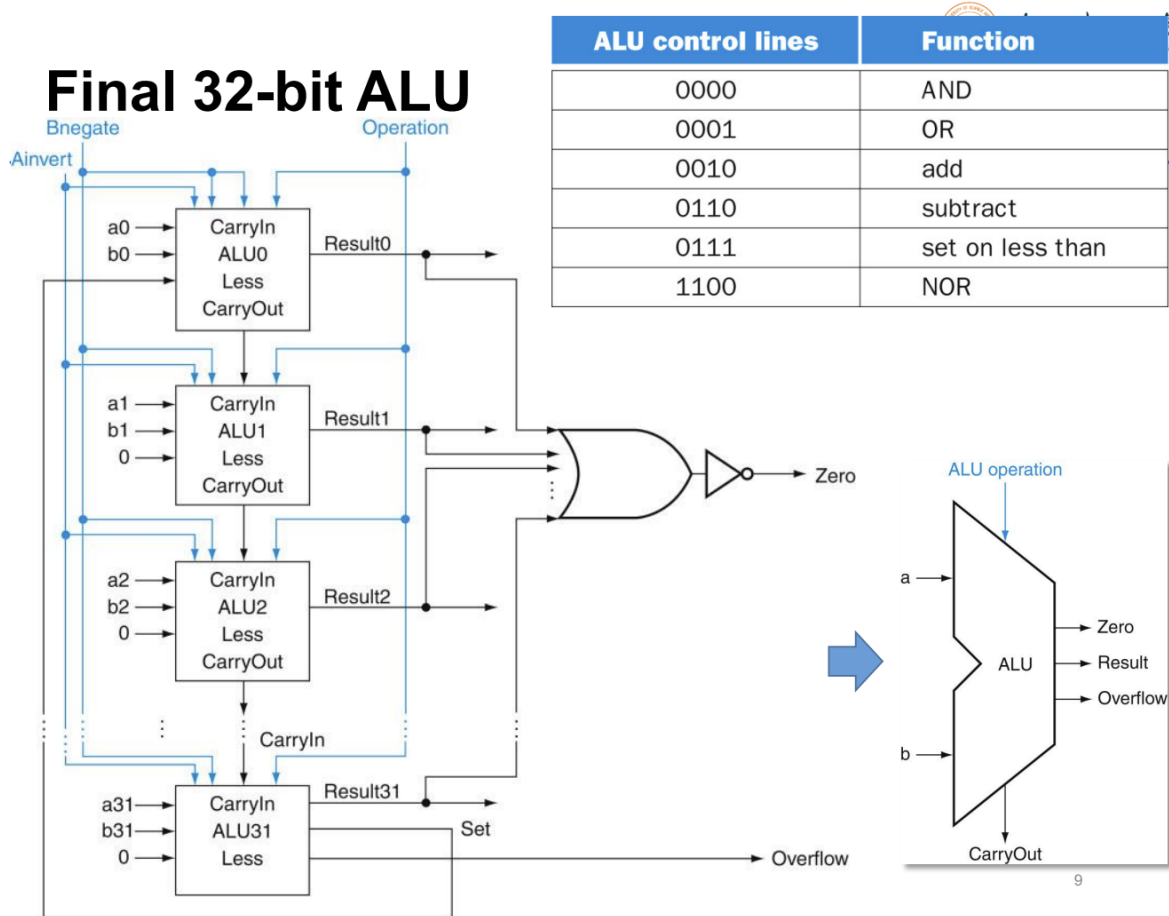 Final 32-bit ALU
ALU control lines Function
0000 AND
0001 OR
0010 add
0110 subtract
0111 set on less than
1100 NOR
Bnegate Operation
Ainvert
a0 CarryIn
b0 ALU0 Result0
Less
CarryOut
a1 CarryIn
b1 ALU1 Result1
0 Less
CarryOut
a2 CarryIn
b2 ALU2 Result2
0 Less
CarryOut
CarryIn
a31 CarryIn Result31
b31 ALU31 Set
0 Less Overflow
Zero
ALU operation
a
Zero
ALU Result
Overflow
b
CarryOut
9